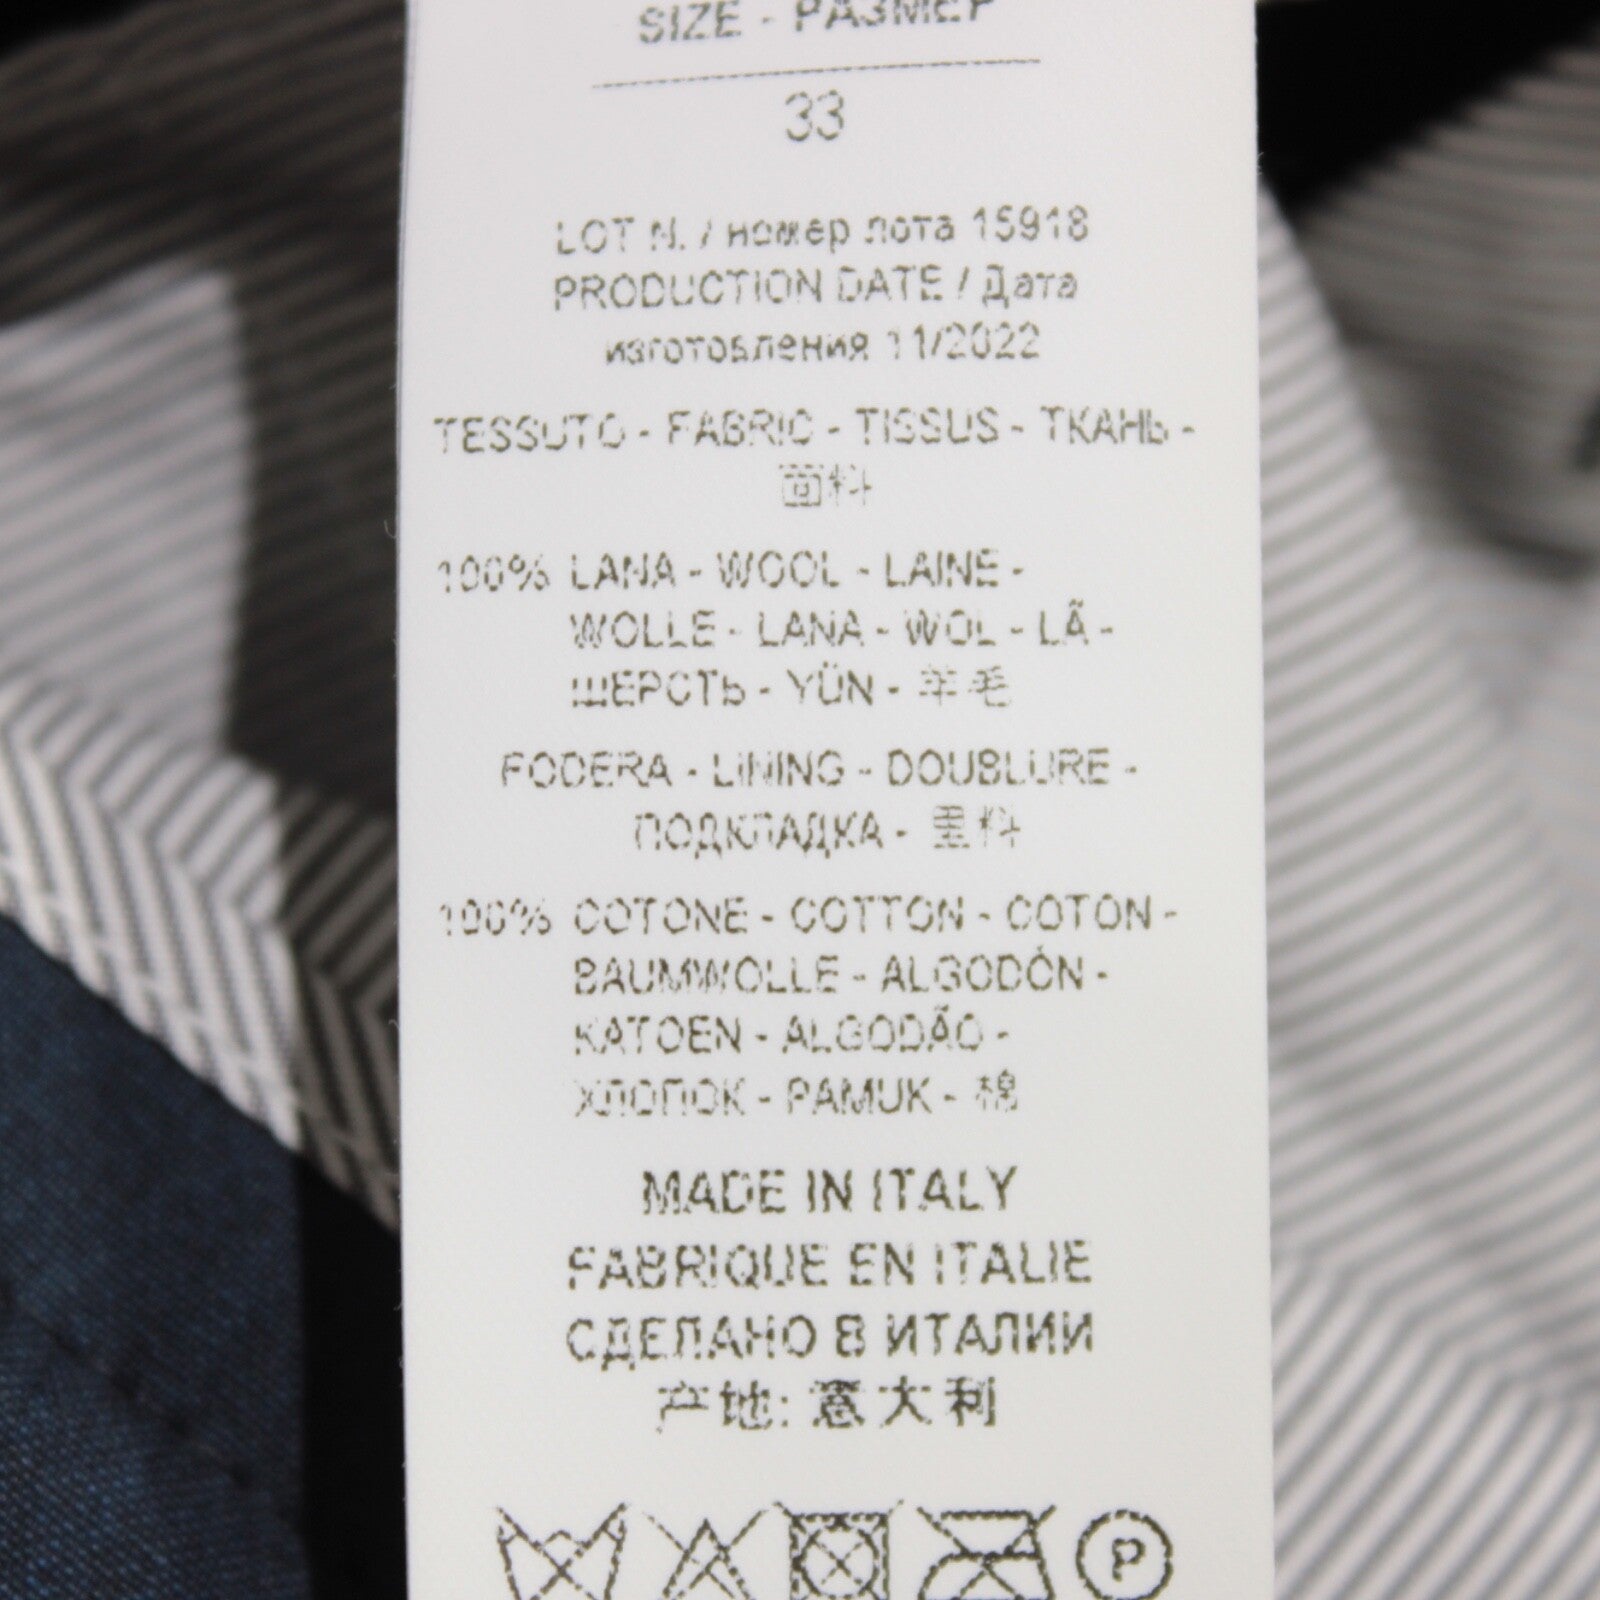 SIZE - РАЗМЕР
33
LOT N. / номер лота 15918
PRODUCTION DATE / Дата
изготовления 11/2022
TESSUTO - FABRIC - TISSUS - ТКАНЬ -
面料
100% LANA - WOOL - LAINE -
WOLLE - LANA - WOL - LÃ -
ШЕРСТЬ - YÜN - 羊毛
FODERA - LINING - DOUBLURE -
ПОДКЛАДКА - 里料
100% COTONE - COTTON - COTON -
BAUMWOLLE - ALGODÓN -
KATOEN - ALGODÃO -
ХЛОПОК - PAMUK - 棉
MADE IN ITALY
FABRIQUE EN ITALIE
СДЕЛАНО В ИТАЛИИ
产地: 意大利
P